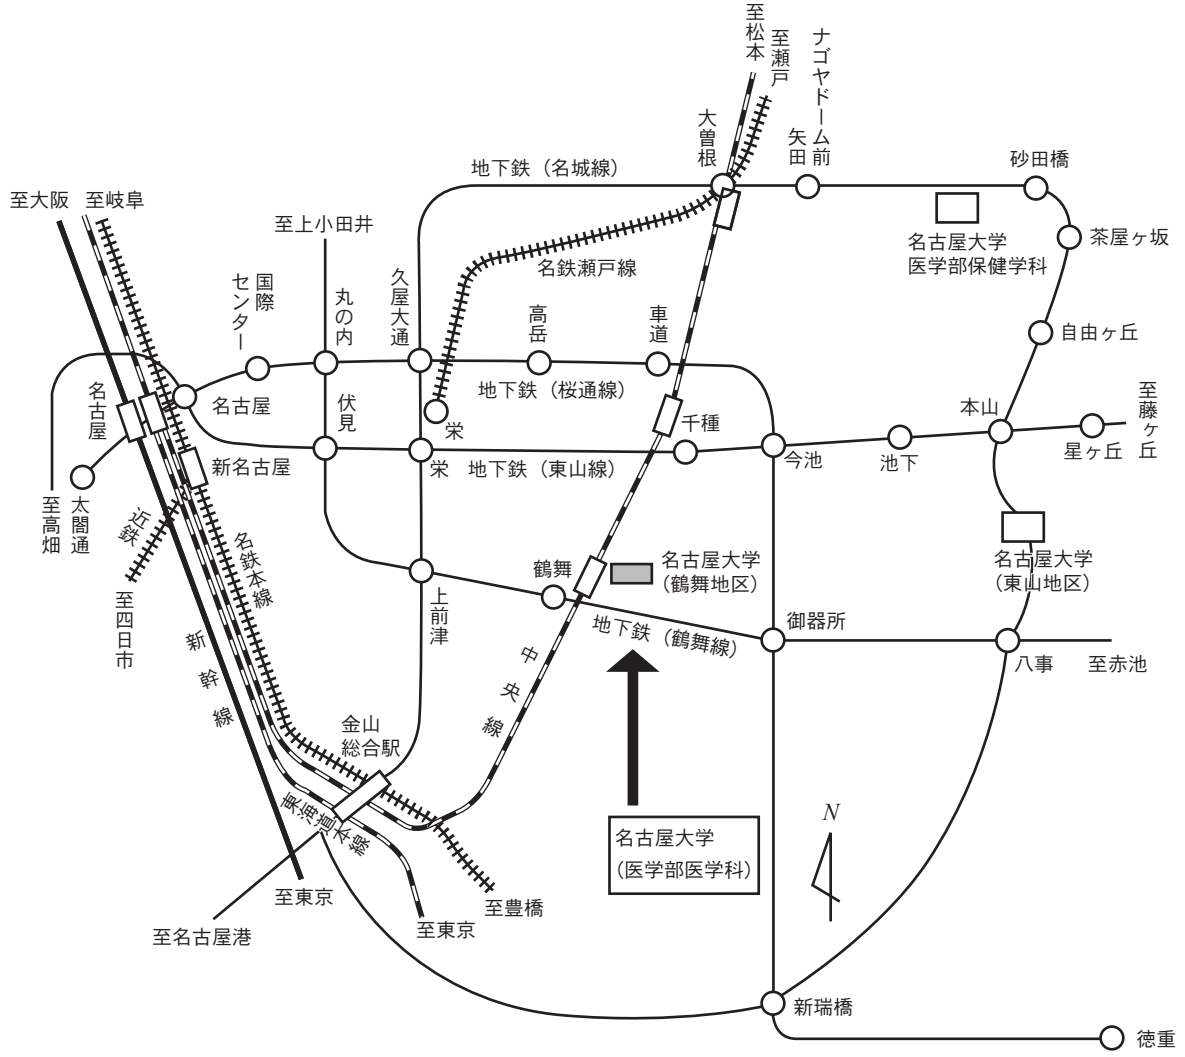 至松本
至瀬戸
ナゴヤドーム前
矢田
大曽根
砂田橋
地下鉄（名城線）
至大阪
至岐阜
至上小田井
名古屋大学
医学部保健学科
茶屋ヶ坂
名鉄瀬戸線
国際
センター
丸の内
久屋大通
高岳
車道
自由ヶ丘
名古屋
名古屋
地下鉄（桜通線）
伏見
栄
千種
本山
至藤ヶ丘
新名古屋
栄
地下鉄（東山線）
今池
池下
星ヶ丘
至高畑
太閤通
近鉄
名鉄本線
至四日市
鶴舞
名古屋大学
（鶴舞地区）
名古屋大学
（東山地区）
上前津
地下鉄（鶴舞線）
御器所
八事
至赤池
新幹線
中央線
金山
総合駅
東海道本線
名古屋大学
（医学部医学科）
N
至東京
至豊橋
至東京
至名古屋港
新瑞橋
徳重